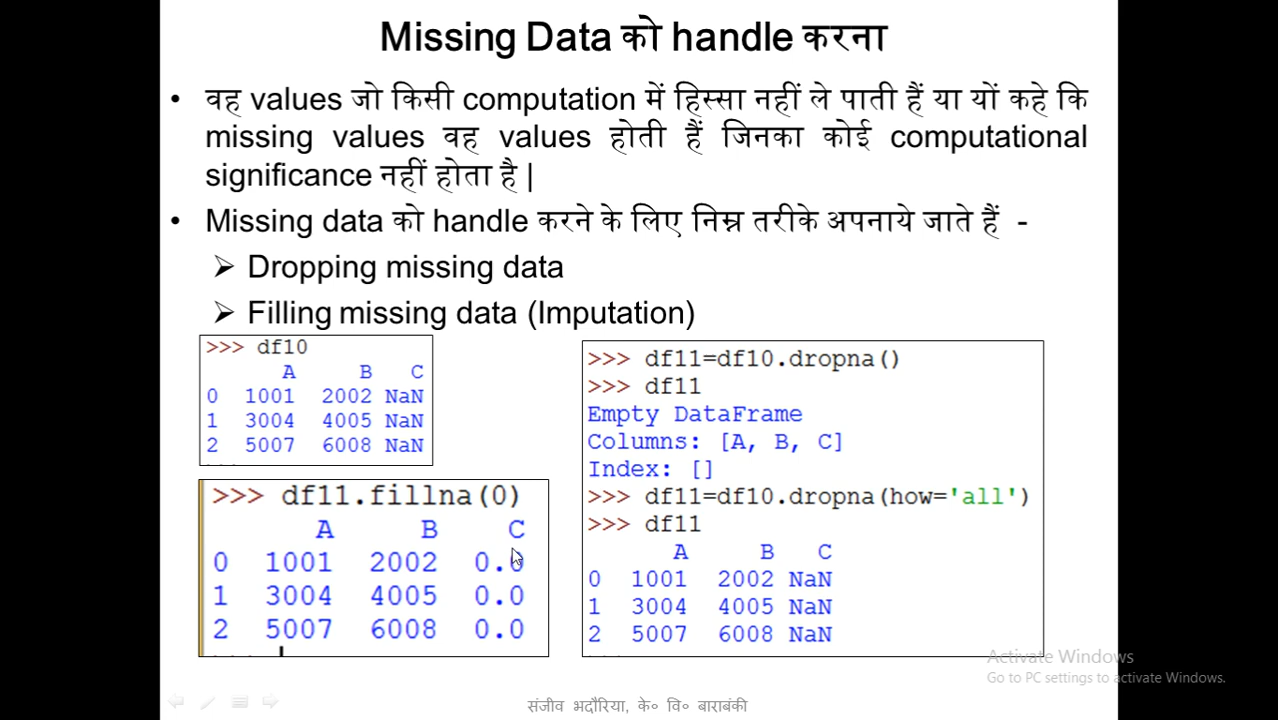 Missing Data को handle करना
• वह values जो किसी computation में हिस्सा नहीं ले पाती हैं या यों कहे कि
missing values वह values होती हैं जिनका कोई computational
significance नहीं होता है |
• Missing data को handle करने के लिए निम्न तरीके अपनाये जाते हैं -
➢ Dropping missing data
➢ Filling missing data (Imputation)
>>> df10
A B C
0 1001 2002 NaN
1 3004 4005 NaN
2 5007 6008 NaN
>>> df11.fillna(0)
A B C
0 1001 2002 0.0
1 3004 4005 0.0
2 5007 6008 0.0
>>> df11=df10.dropna()
>>> df11
Empty DataFrame
Columns: [A, B, C]
Index: []
>>> df11=df10.dropna(how='all')
>>> df11
A B C
0 1001 2002 NaN
1 3004 4005 NaN
2 5007 6008 NaN
Activate Windows
Go to PC settings to activate Windows.
संजीव भदौरिया, के० वि० बाराबंकी